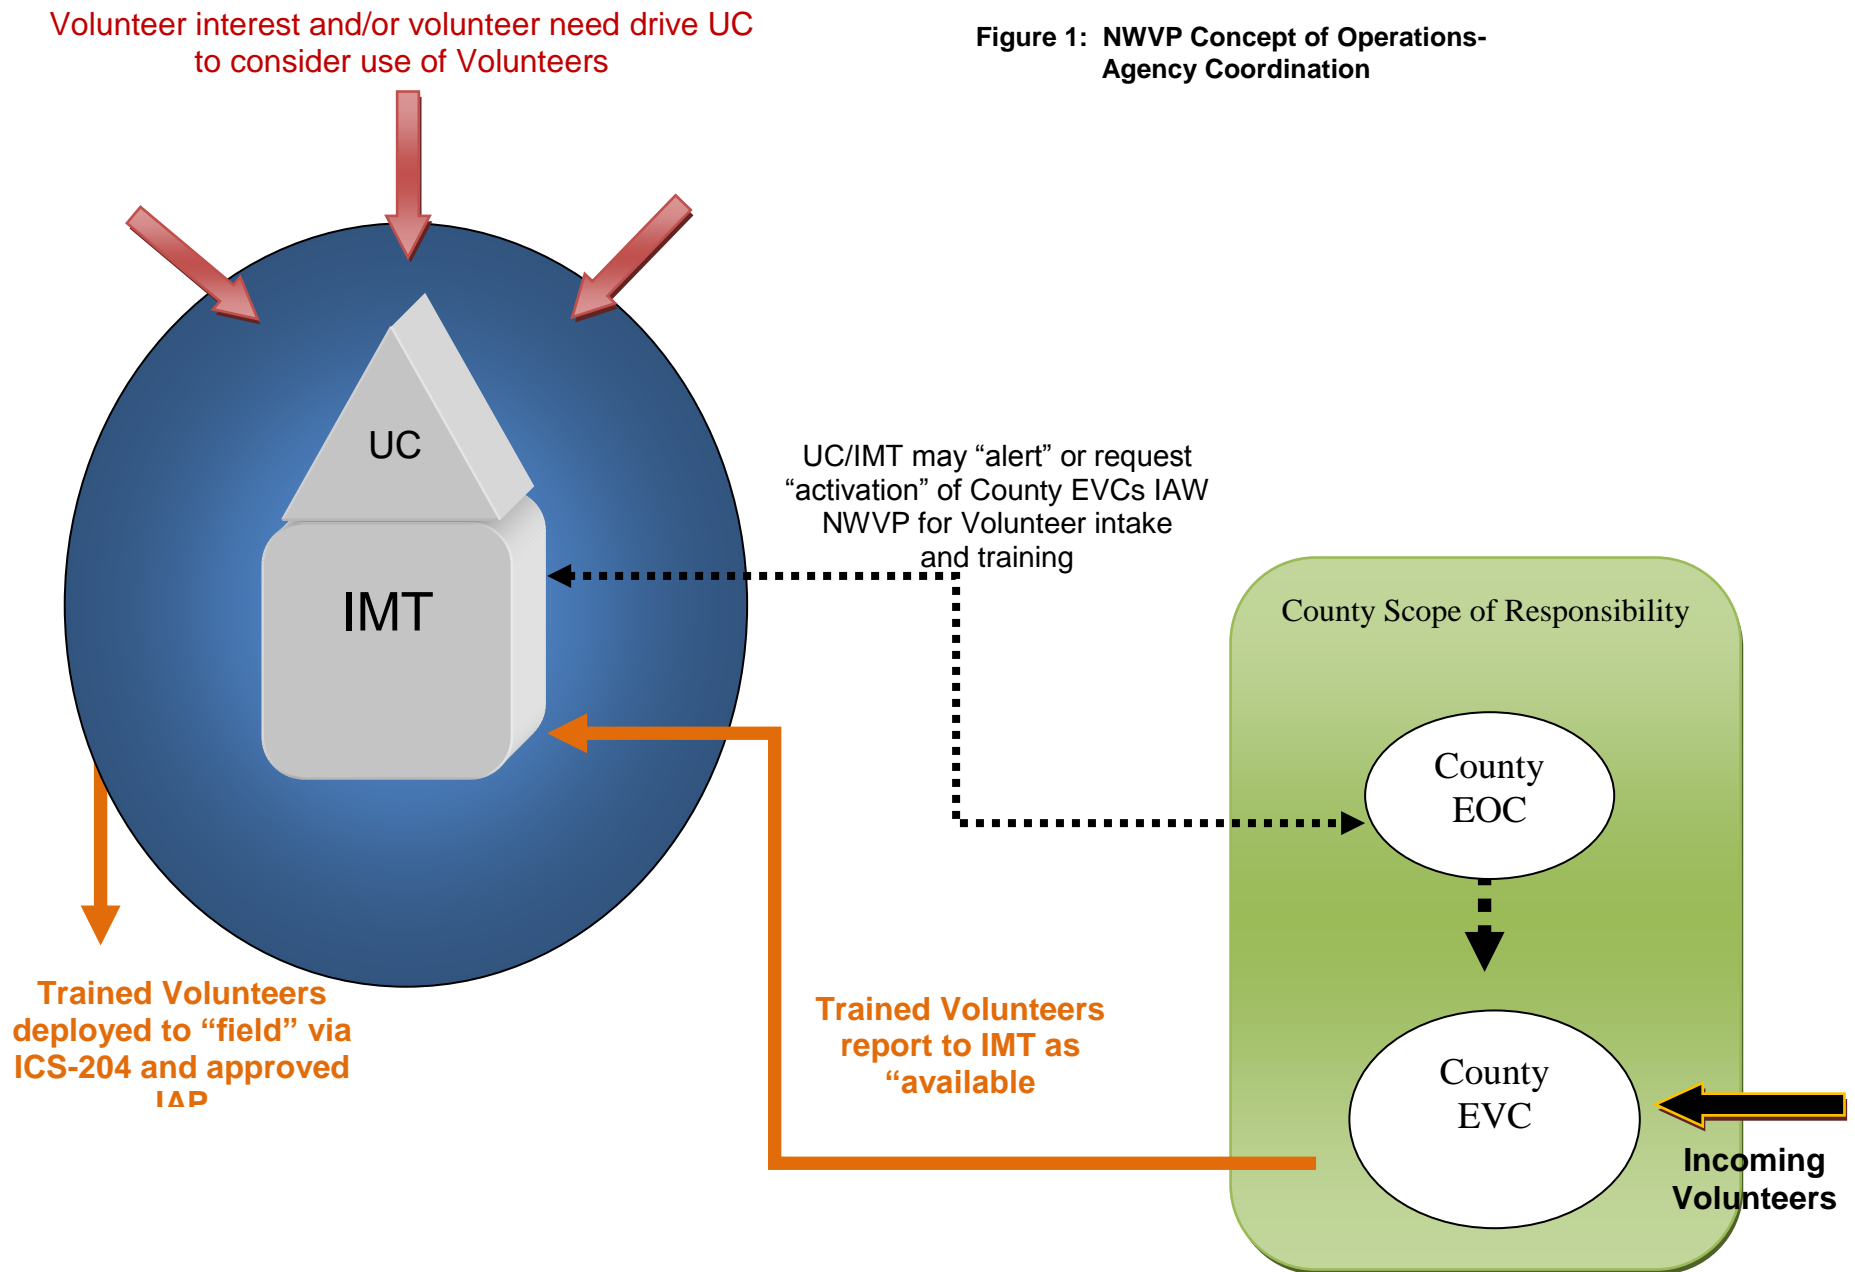 Volunteer interest and/or volunteer need drive UC
to consider use of Volunteers
Figure 1:  NWVP Concept of Operations-
Agency Coordination
UC
IMT
UC/IMT may “alert” or request
“activation” of County EVCs IAW
NWVP for Volunteer intake
and training
County Scope of Responsibility
County
EOC
County
EVC
Incoming
Volunteers
Trained Volunteers
report to IMT as
“available
Trained Volunteers
deployed to “field” via
ICS-204 and approved
IAP